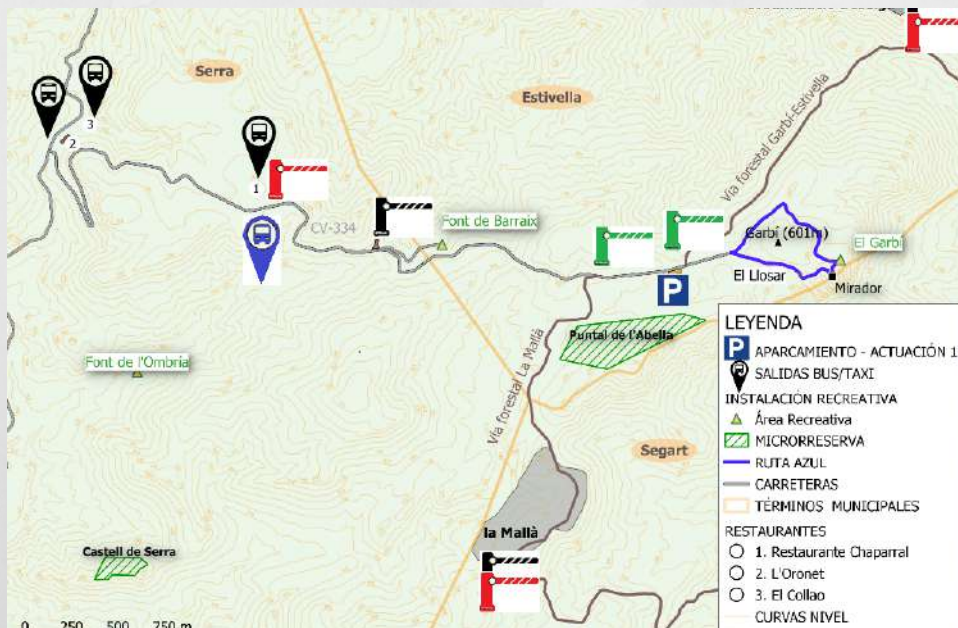 Serra
Estivella
Vía forestal Garbí-Estivella
3
2
1
CV-334
Font de Barraix
Garbí (601m)
El Garbí
El Llosar
Mirador
P
Puntal de l'Abella
Font de l'Ombria
Vía forestal La Mallà
Segart
la Mallà
Castell de Serra
0 250 500 750 m
LEYENDA
P APARCAMIENTO - ACTUACIÓN 1
SALIDAS BUS/TAXI
INSTALACIÓN RECREATIVA
Área Recreativa
MICRORRESERVA
RUTA AZUL
CARRETERAS
TÉRMINOS MUNICIPALES
RESTAURANTES
1. Restaurante Chaparral
2. L'Oronet
3. El Collao
CURVAS NIVEL